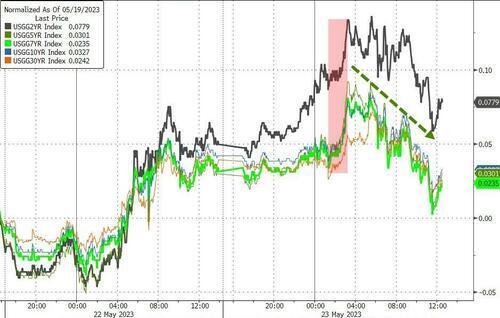 Normalized As Of 05/19/2023
Last Price
USGG2YR Index 0.0779
USGG5YR Index 0.0301
USGG7YR Index 0.0235
USGG10YR Index 0.0327
USGG30YR Index 0.0242
0.10
0.0779
0.05
0.0301
0.0235
0.00
-0.05
20:00 00:00 04:00 08:00 12:00 20:00 00:00 04:00 08:00 12:00
22 May 2023 23 May 2023